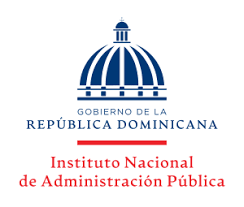 GOBIERNO DE LA
REPÚBLICA DOMINICANA
Instituto Nacional
de Administración Pública